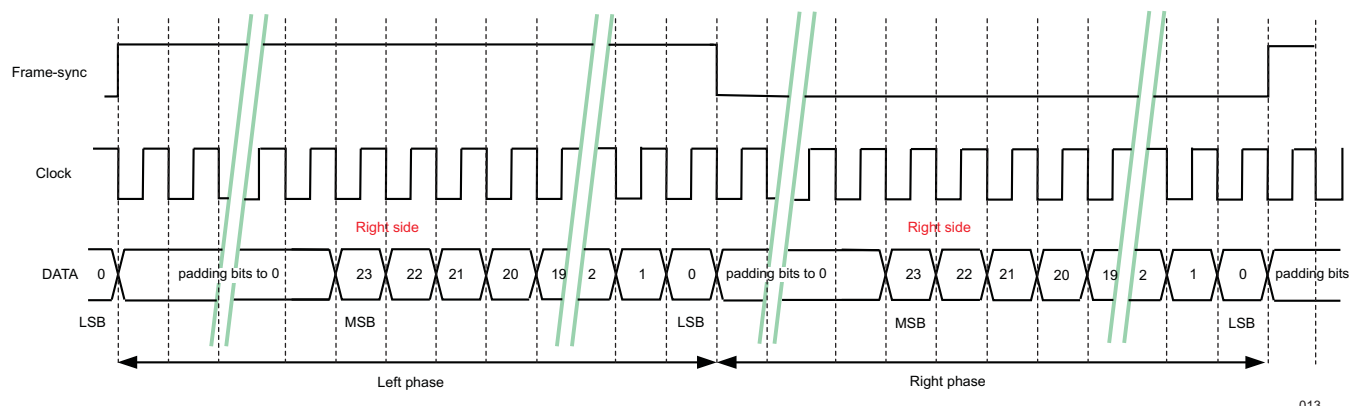 Frame-sync
Clock
Right side Right side
DATA 0 padding bits to 0 23 22 21 20 19 2 1 0 padding bits to 0 23 22 21 20 19 2 1 0 padding bits
LSB MSB LSB MSB LSB
Left phase Right phase
013